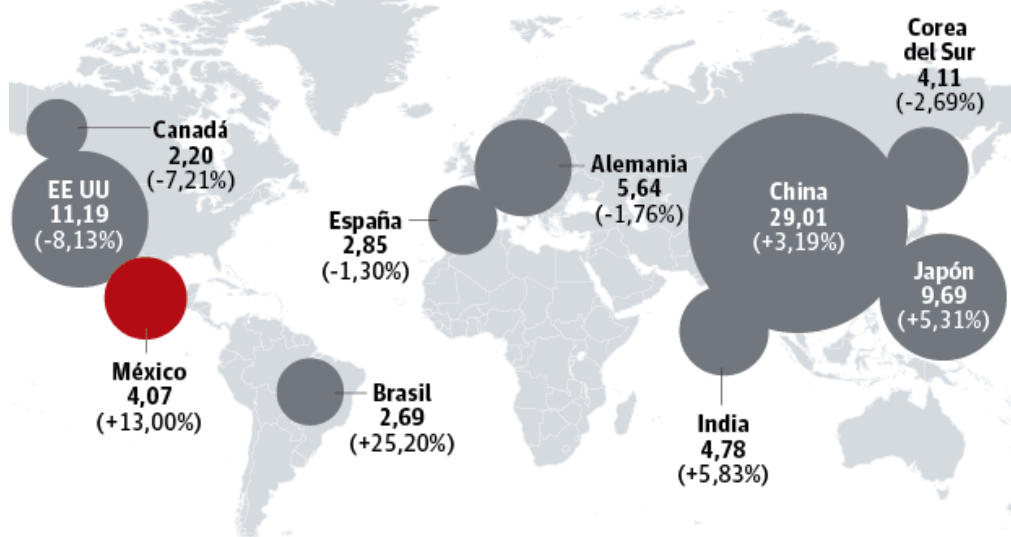 Corea
del Sur
4,11
(-2,69%)
Canadá
2,20
(-7,21%)
EE UU
11,19
(-8,13%)
Alemania
5,64
(-1,76%)
España
2,85
(-1,30%)
China
29,01
(+3,19%)
Japón
9,69
(+5,31%)
México
4,07
(+13,00%)
Brasil
2,69
(+25,20%)
India
4,78
(+5,83%)